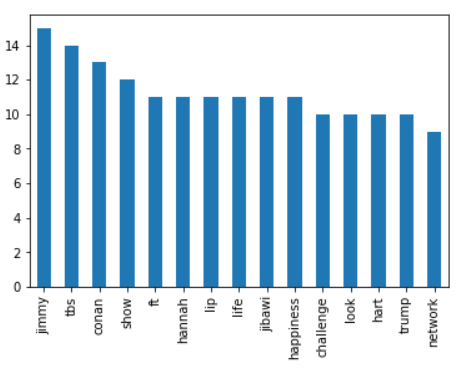 14
12
10
8
6
4
2
0
jimmy
tbs
conan
show
ft
hannah
lip
life
jibawi
happiness
challenge
look
hart
trump
network